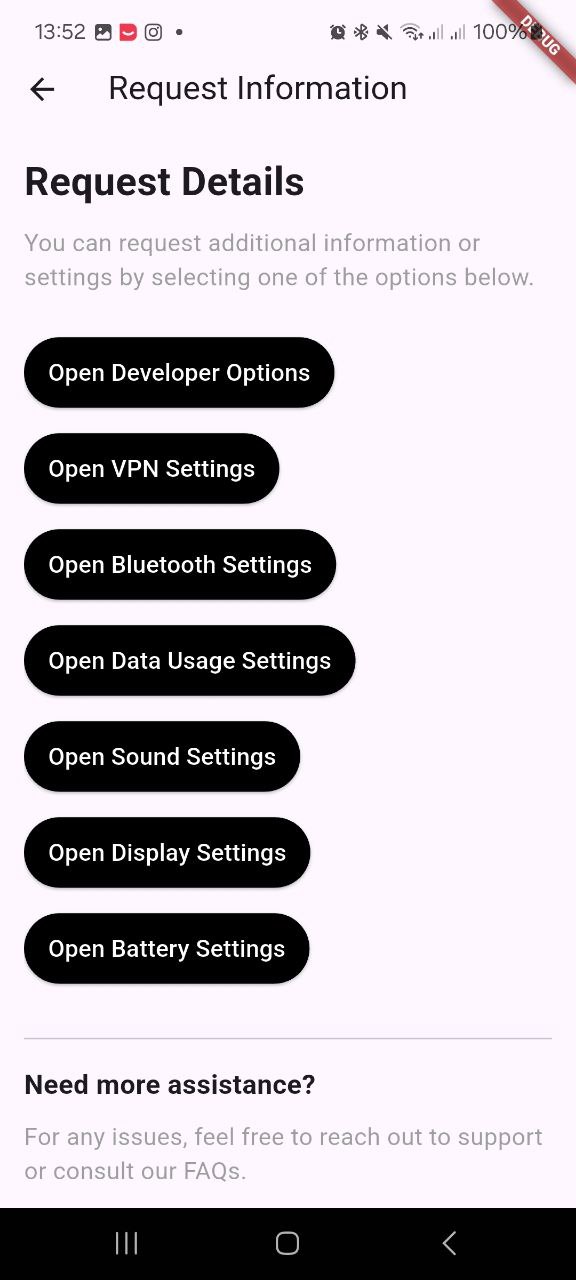 13:52
100%
DEBUG
Request Information
Request Details
You can request additional information or
settings by selecting one of the options below.
Open Developer Options
Open VPN Settings
Open Bluetooth Settings
Open Data Usage Settings
Open Sound Settings
Open Display Settings
Open Battery Settings
Need more assistance?
For any issues, feel free to reach out to support
or consult our FAQs.